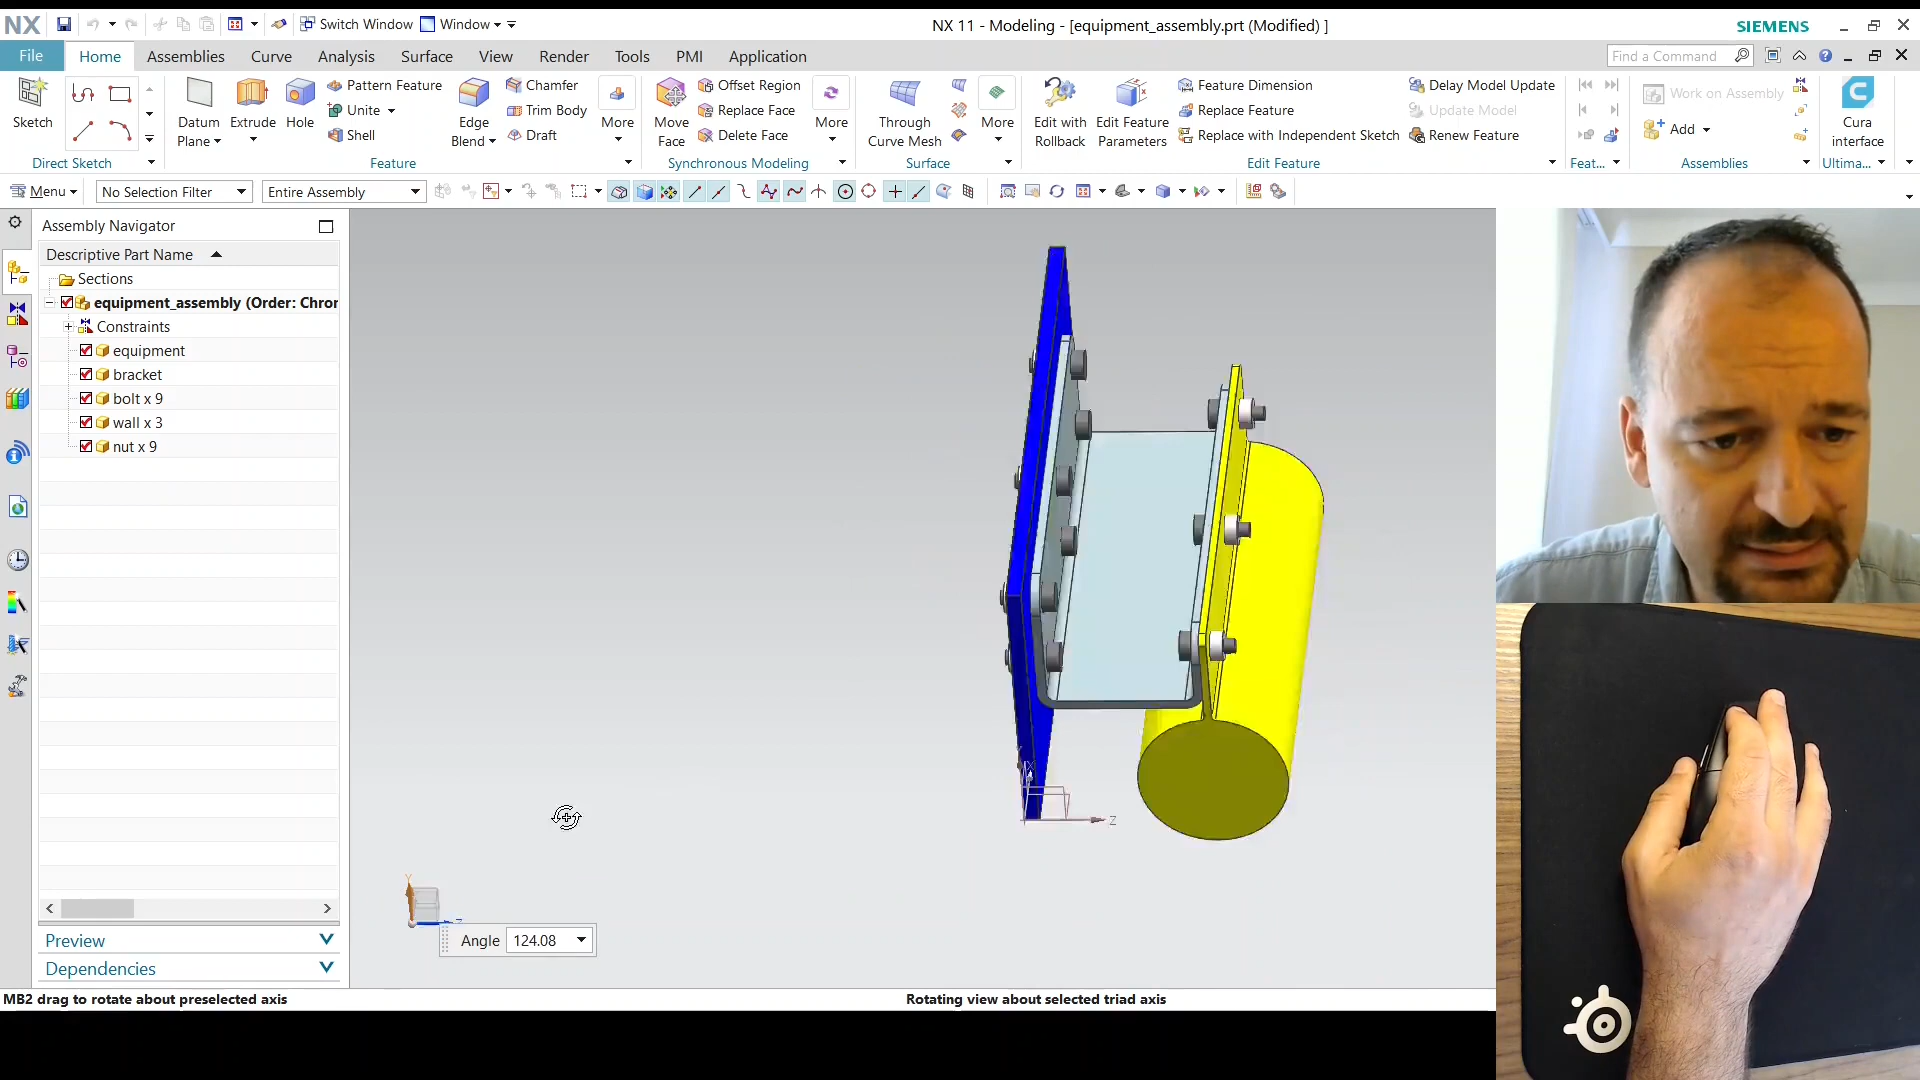 NX Switch Window Window NX 11 - Modeling - [equipment_assembly.prt (Modified) ] SIEMENS
File Home Assemblies Curve Analysis Surface View Render Tools PMI Application Find a Command
Sketch
Direct Sketch
Datum Plane
Extrude
Hole
Pattern Feature
Unite
Shell
Edge Blend
Chamfer
Trim Body
Draft
More
Feature
Move Face
Offset Region
Replace Face
Delete Face
More
Synchronous Modeling
Through Curve Mesh
More
Surface
Edit with Rollback
Edit Feature Parameters
Feature Dimension
Replace Feature
Replace with Independent Sketch
Delay Model Update
Update Model
Renew Feature
Edit Feature
Feat...
Work on Assembly
Add
Assemblies
Cura interface
Ultima...
Menu No Selection Filter Entire Assembly
Assembly Navigator
Descriptive Part Name
Sections
equipment_assembly (Order: Chror
Constraints
equipment
bracket
bolt x 9
wall x 3
nut x 9
Preview
Dependencies
Z
Y
Angle 124.08
MB2 drag to rotate about preselected axis Rotating view about selected triad axis